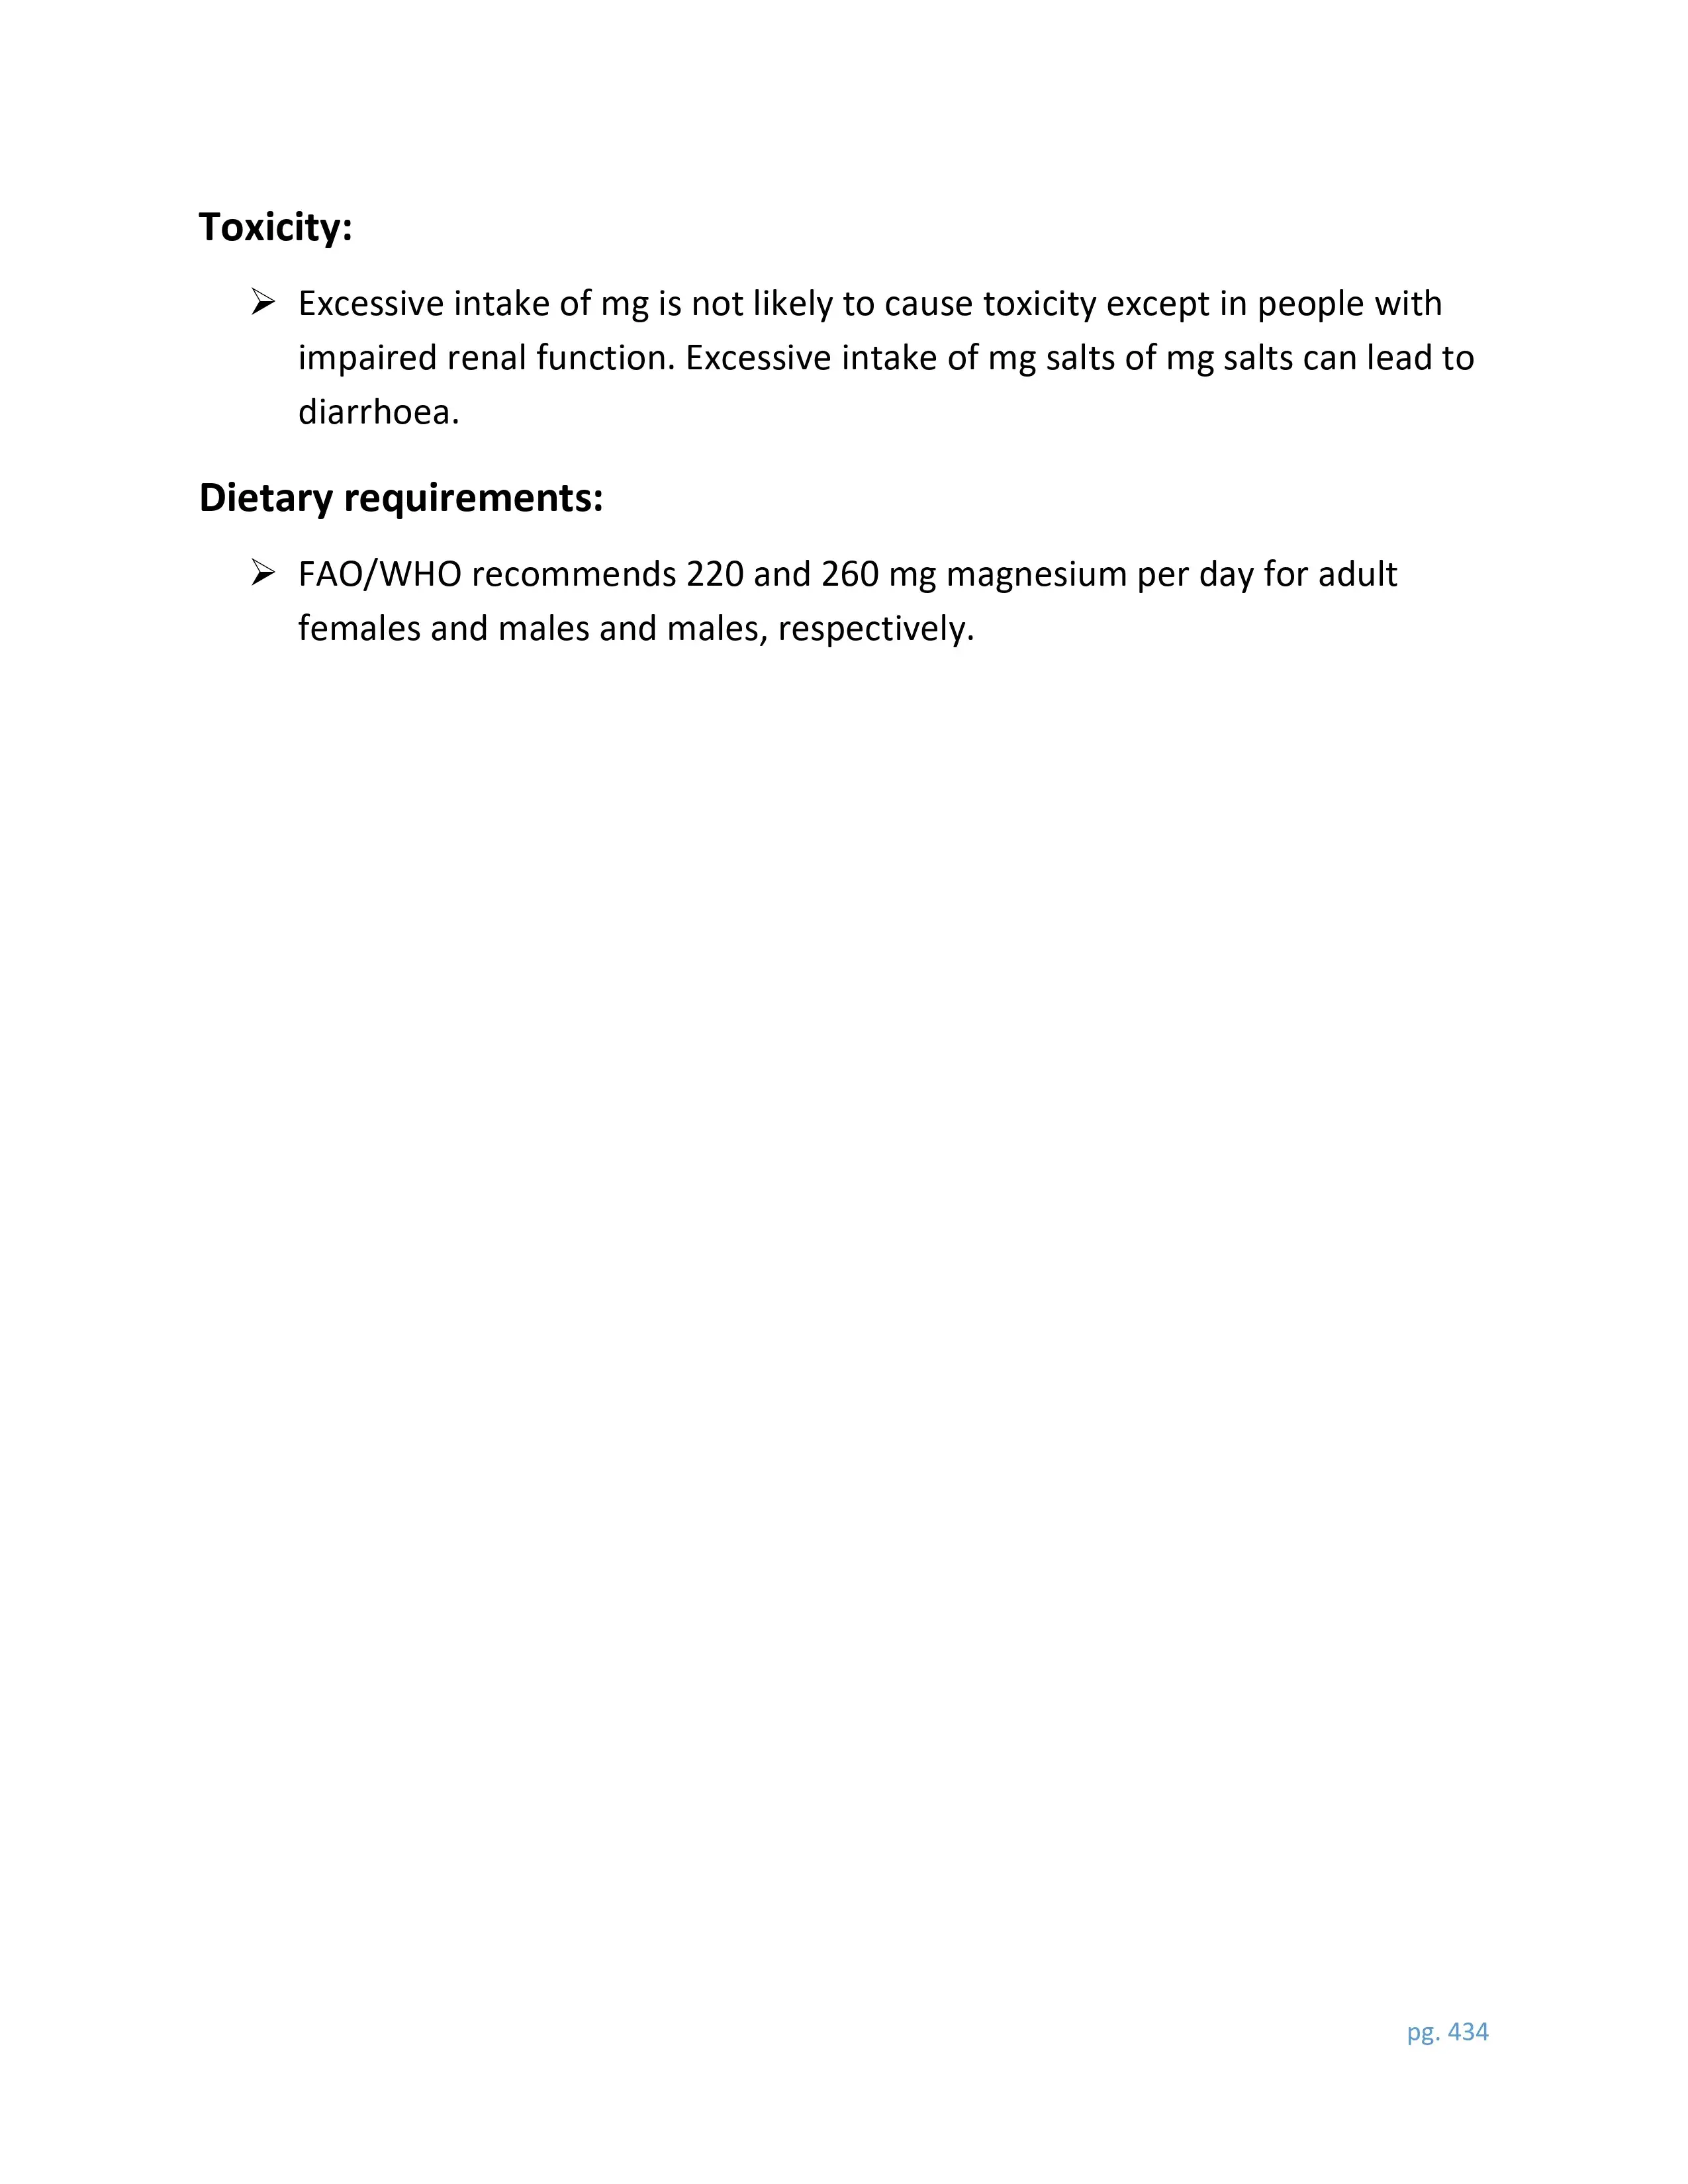 Toxicity:
➢ Excessive intake of mg is not likely to cause toxicity except in people with
impaired renal function. Excessive intake of mg salts of mg salts can lead to
diarrhoea.
Dietary requirements:
➢ FAO/WHO recommends 220 and 260 mg magnesium per day for adult
females and males and males, respectively.
pg. 434